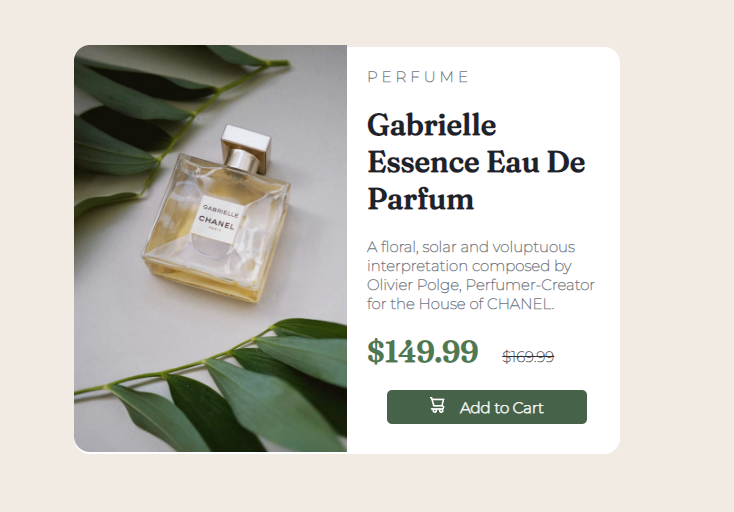 PERFUME
Gabrielle
Essence Eau De
Parfum
A floral, solar and voluptuous
interpretation composed by
Olivier Polge, Perfumer-Creator
for the House of CHANEL.
$149.99 $169.99
Add to Cart
GABRIELLE
CHANEL
PARIS